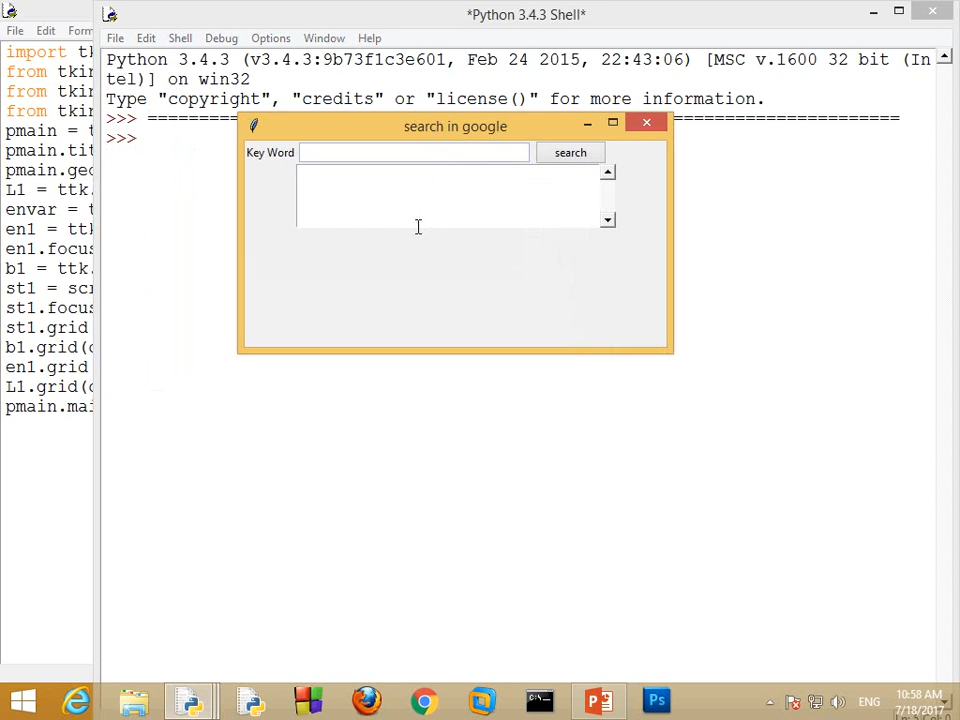 *Python 3.4.3 Shell*
File Edit Form
File Edit Shell Debug Options Window Help
import tk
from tkin
from tkin
from tkin
pmain = t
pmain.tit
pmain.geo
L1 = ttk.
envar = t
en1 = ttk
en1.focus
b1 = ttk.
st1 = scr
st1.focus
st1.grid
b1.grid(c
en1.grid
L1.grid(c
pmain.mai
Python 3.4.3 (v3.4.3:9b73f1c3e601, Feb 24 2015, 22:43:06) [MSC v.1600 32 bit (In
tel)] on win32
Type "copyright", "credits" or "license()" for more information.
>>> ================================
>>>
search in google
Key Word search
ENG
10:58 AM
7/18/2017